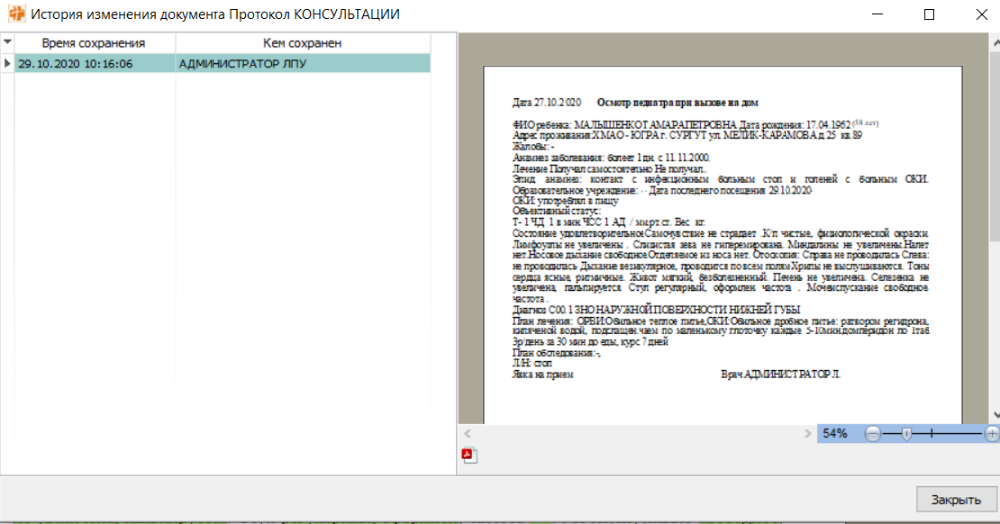 История изменения документа Протокол КОНСУЛЬТАЦИИ
Время сохранения Кем сохранен
29.10.2020 10:16:06 АДМИНИСТРАТОР ЛПУ
Дата 27.10.2020 Осмотр педиатра при вызове на дом
ФИО ребенка: МАЛЫШЕНКО ТАМАРА ПЕТРОВНА Дата рождения: 17.04.1962 (58 лет)
Адрес проживания: ХМАО - ЮГРА г. СУРГУТ ул. МЕЛИК-КАРАМОВА д. 25 кв. 89
Жалобы: -
Анамнез заболевания: болеет 1 дн. с 11.11.2000.
Лечение Получал самостоятельно Не получал.
Эпид. анамнез: контакт с инфекционным больным стоп и голеней с больным ОКИ.
Образовательное учреждение: - - Дата последнего посещения 29.10.2020
ОКИ: употреблял в пищу
Объективный статус:
Т- 1 ЧД 1 в мин. ЧСС 1 АД / мм рт.ст. Вес кг.
Состояние удовлетворительное. Самочувствие не страдает. К/п чистые, физиологической окраски.
Лимфоузлы не увеличены . Слизистая зева не гиперемирована. Миндалины не увеличены. Налет
нет. Носовое дыхание свободное. Отделяемое из носа нет. Отоскопия: Справа не проводилась Слева:
не проводилась. Дыхание везикулярное, проводится по всем полям. Хрипы не выслушиваются. Тоны
сердца ясные, ритмичные. Живот мягкий, безболезненный. Печень не увеличена. Селезенка не
увеличена, пальпируется. Стул регулярный, оформлен частота . Мочеиспускание свободное.
частота .
Диагноз C00.1 ЗНО НАРУЖНОЙ ПОВЕРХНОСТИ НИЖНЕЙ ГУБЫ
План лечения: ОРВИ:Обильное теплое питье,ОКИ:Обильное дробное питье: раствором регидрона,
кипяченой водой, подслащен.чаем по маленькому глоточку каждые 5-10мин.домперидон по 1таб.
3р/день за 30 мин до еды, курс 7 дней
План обследования: -,
Л/Н: стоп
Явка на прием Врач АДМИНИСТРАТОР Л.
54%
Закрыть